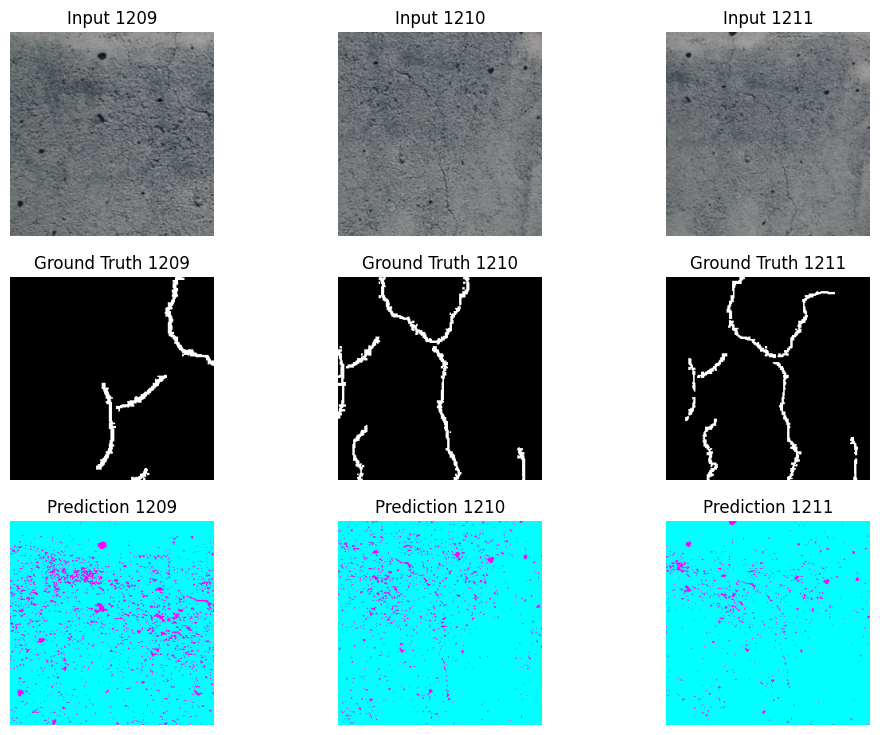 Input 1209
Input 1210
Input 1211
Ground Truth 1209
Ground Truth 1210
Ground Truth 1211
Prediction 1209
Prediction 1210
Prediction 1211